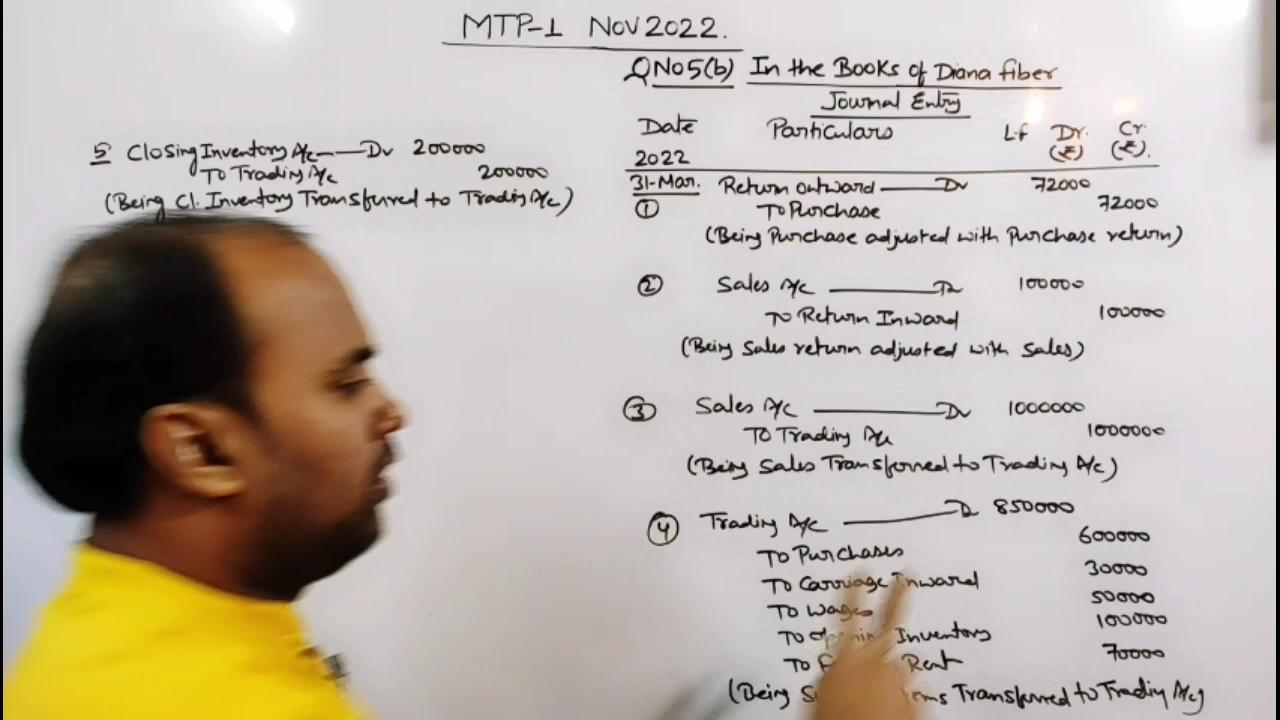 MTP-1 NOV 2022.
Q No 5(b) In the Books of Diana fiber
Journal Entry
Date Particulars L.f Dr. (₹) Cr. (₹).
2022
31-Mar. Return outward Dr 72000
① To Purchase 72000
(Being Purchase adjusted with Purchase return)
② Sales A/c Dr 100000
To Return Inward 100000
(Being Sales return adjusted with Sales)
③ Sales A/c Dr 1000000
To Trading A/c 1000000
(Being Sales Transferred to Trading A/c)
④ Trading A/c Dr 850000
To Purchases 600000
To Carriage Inward 30000
To Wages 50000
To Opening Inventory 100000
To Rent 70000
(Being Transferred to Trading A/c)
5 Closing Inventory A/c Dr 200000
To Trading A/c 200000
(Being Cl. Inventory Transferred to Trading A/c)